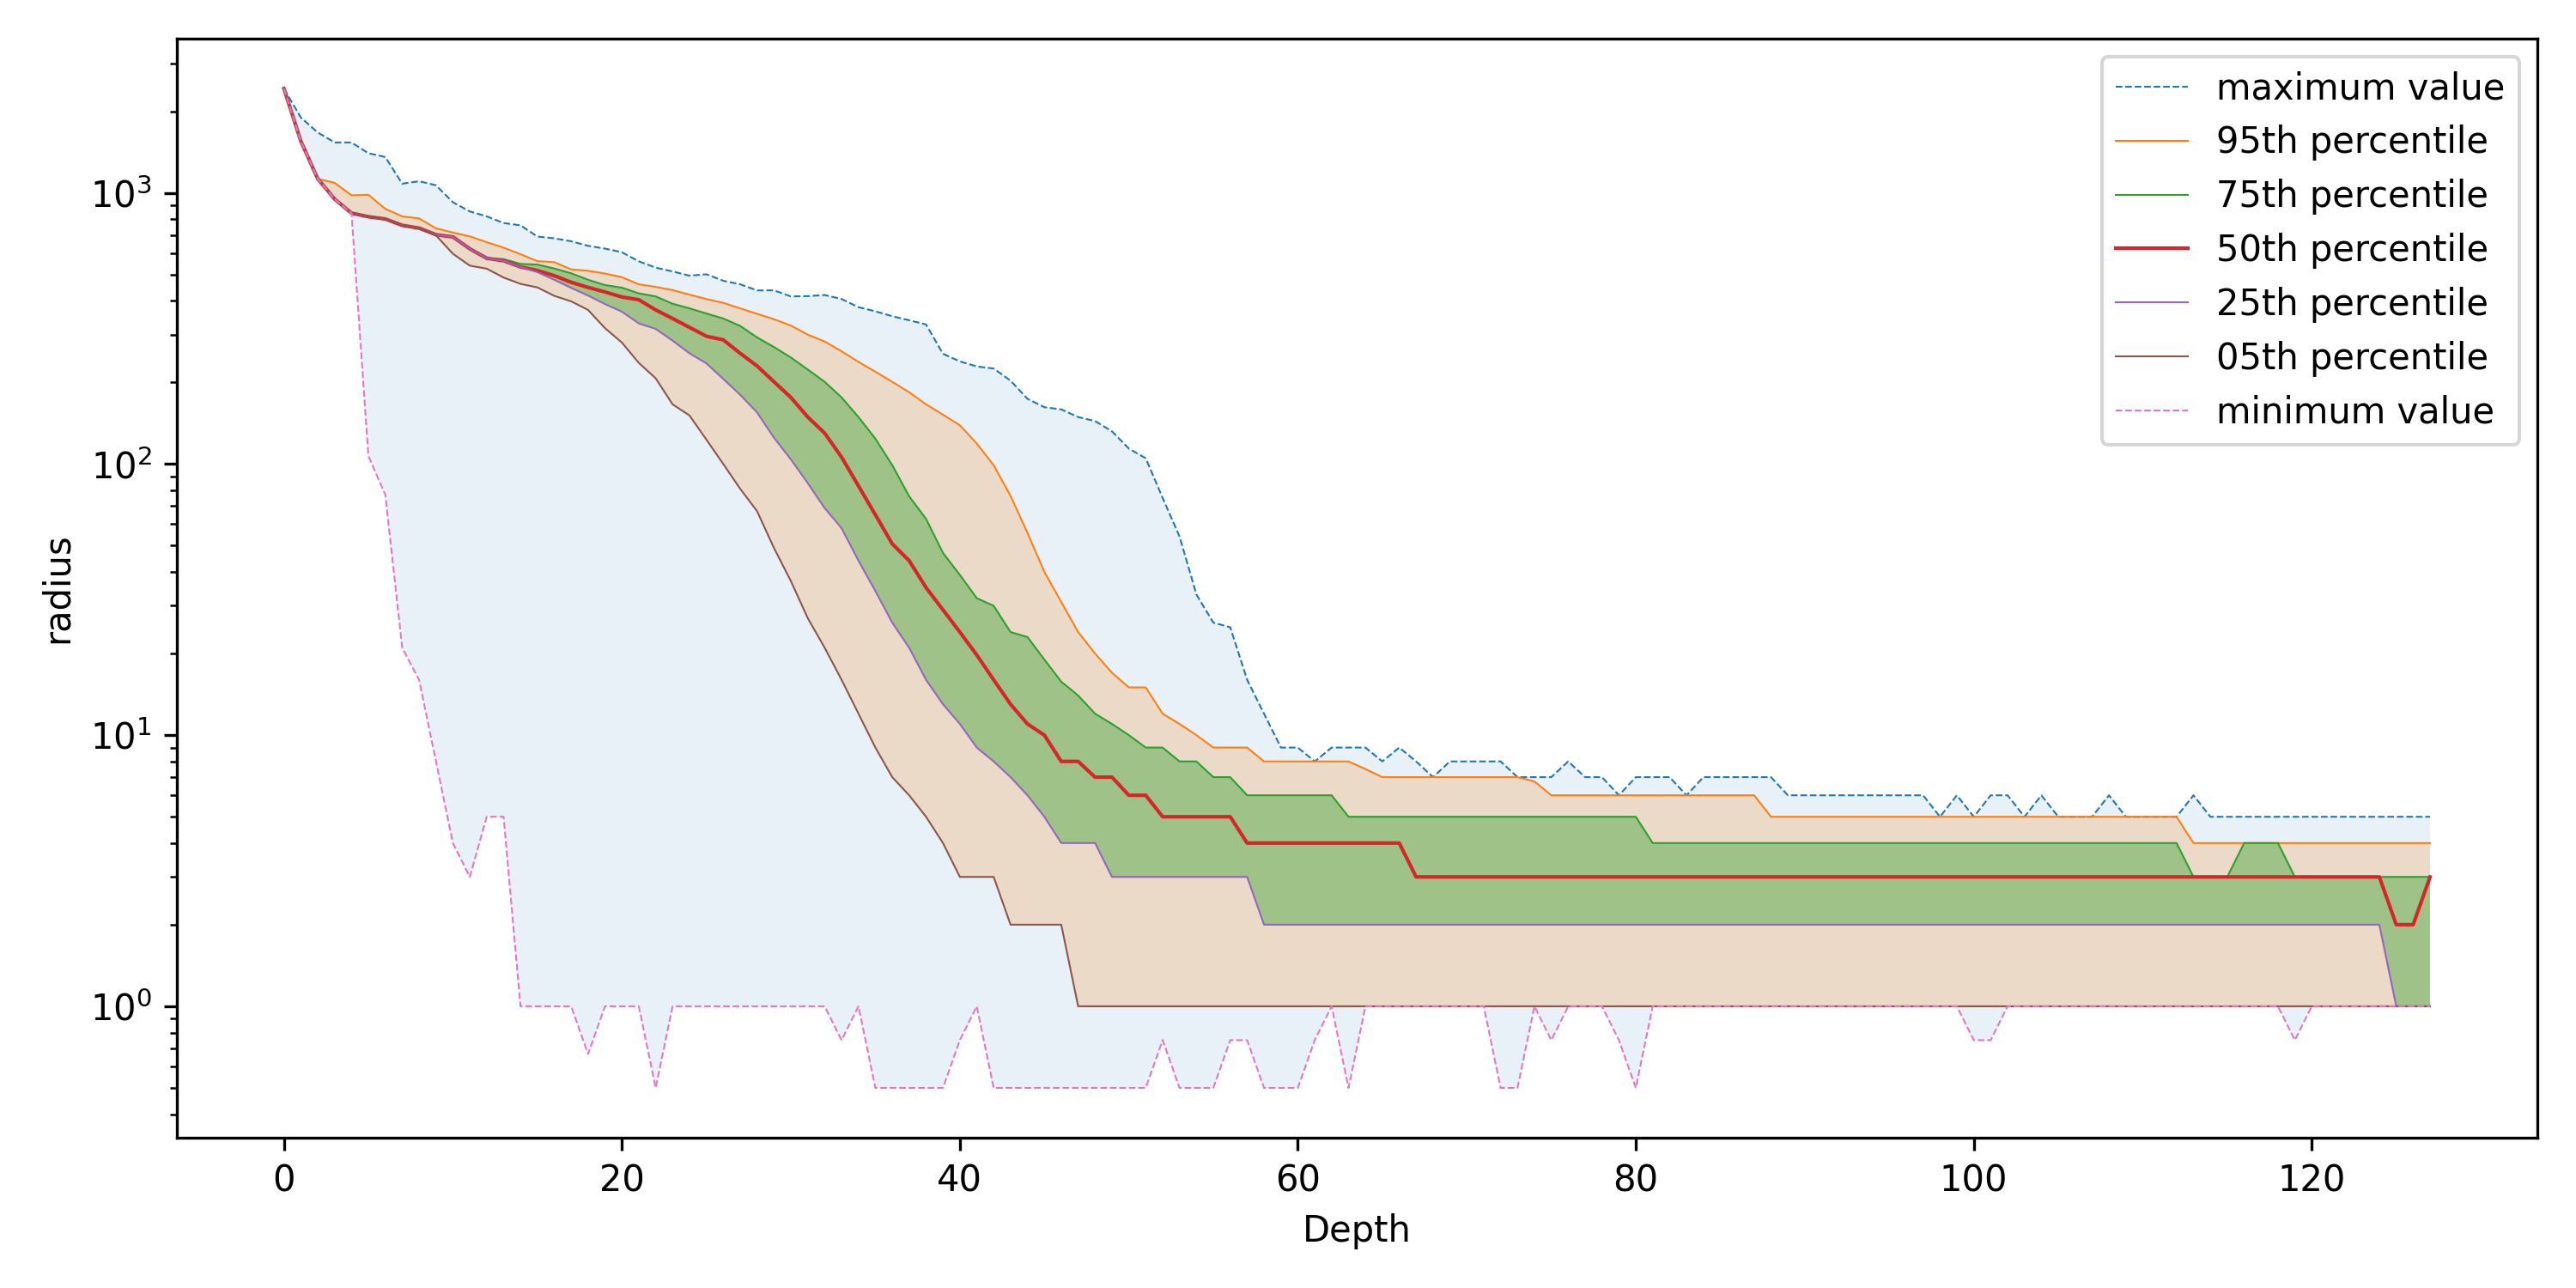 maximum value
95th percentile
75th percentile
50th percentile
25th percentile
05th percentile
minimum value
10³
10²
10¹
10⁰
radius
0 20 40 60 80 100 120
Depth